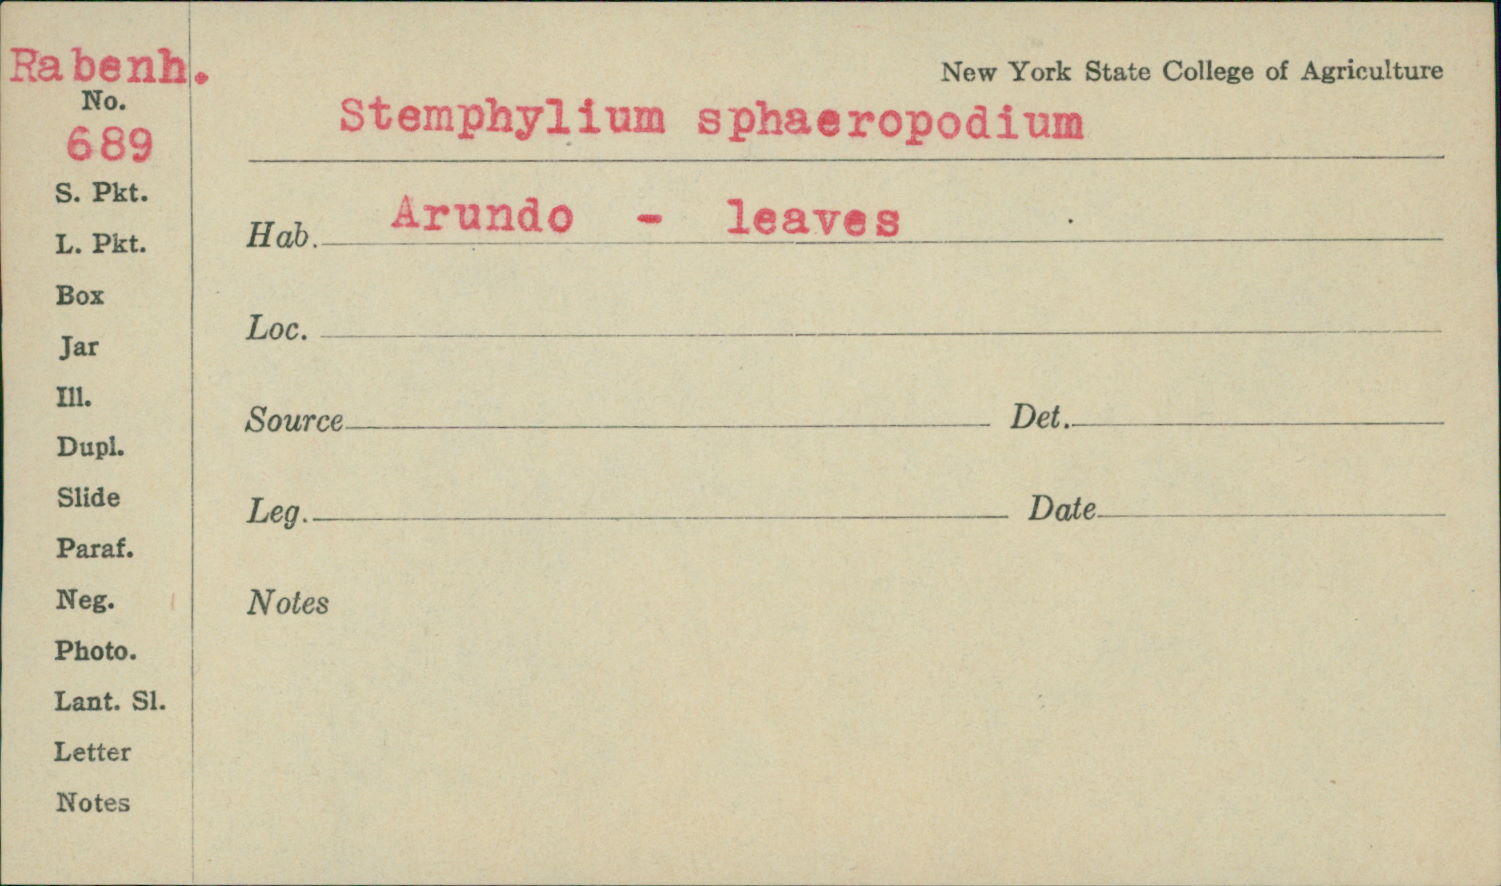 Rabenh.
No.
689
S. Pkt.
L. Pkt.
Box
Jar
Ill.
Dupl.
Slide
Paraf.
Neg.
Photo.
Lant. Sl.
Letter
Notes
New York State College of Agriculture
Stemphylium sphaeropodium
Hab. Arundo - leaves
Loc.
Source Det.
Leg. Date
Notes